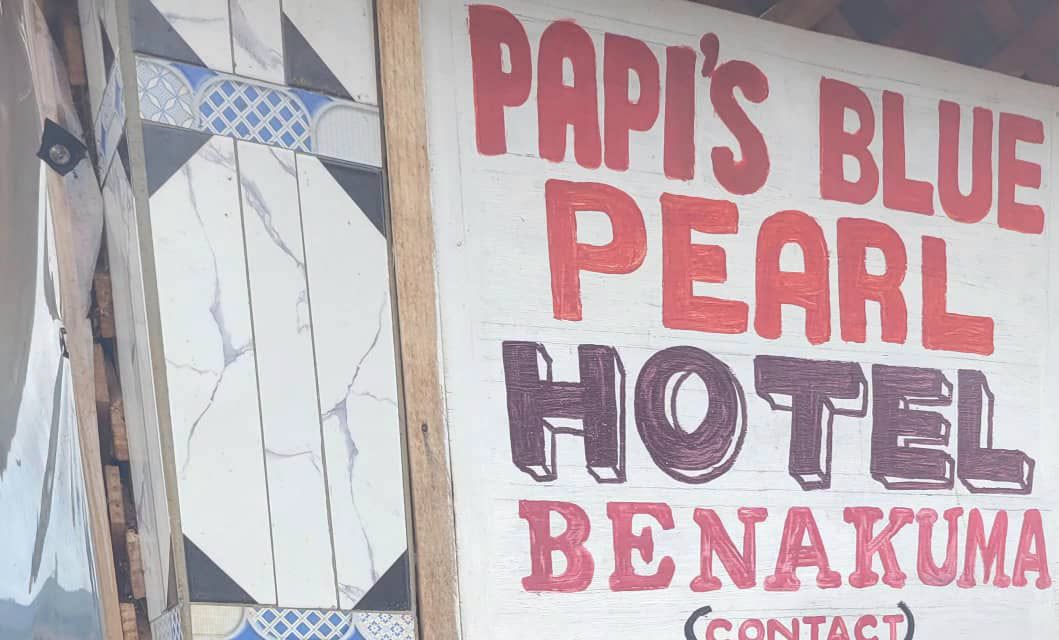 PAPI'S BLUE
PEARL
HOTEL
BENAKUMA
(CONTACT)